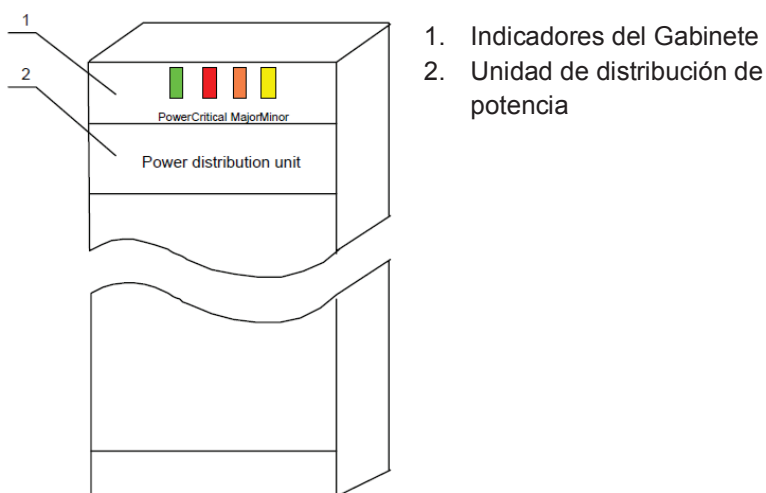 1
2
PowerCritical MajorMinor
Power distribution unit
1. Indicadores del Gabinete
2. Unidad de distribución de
potencia